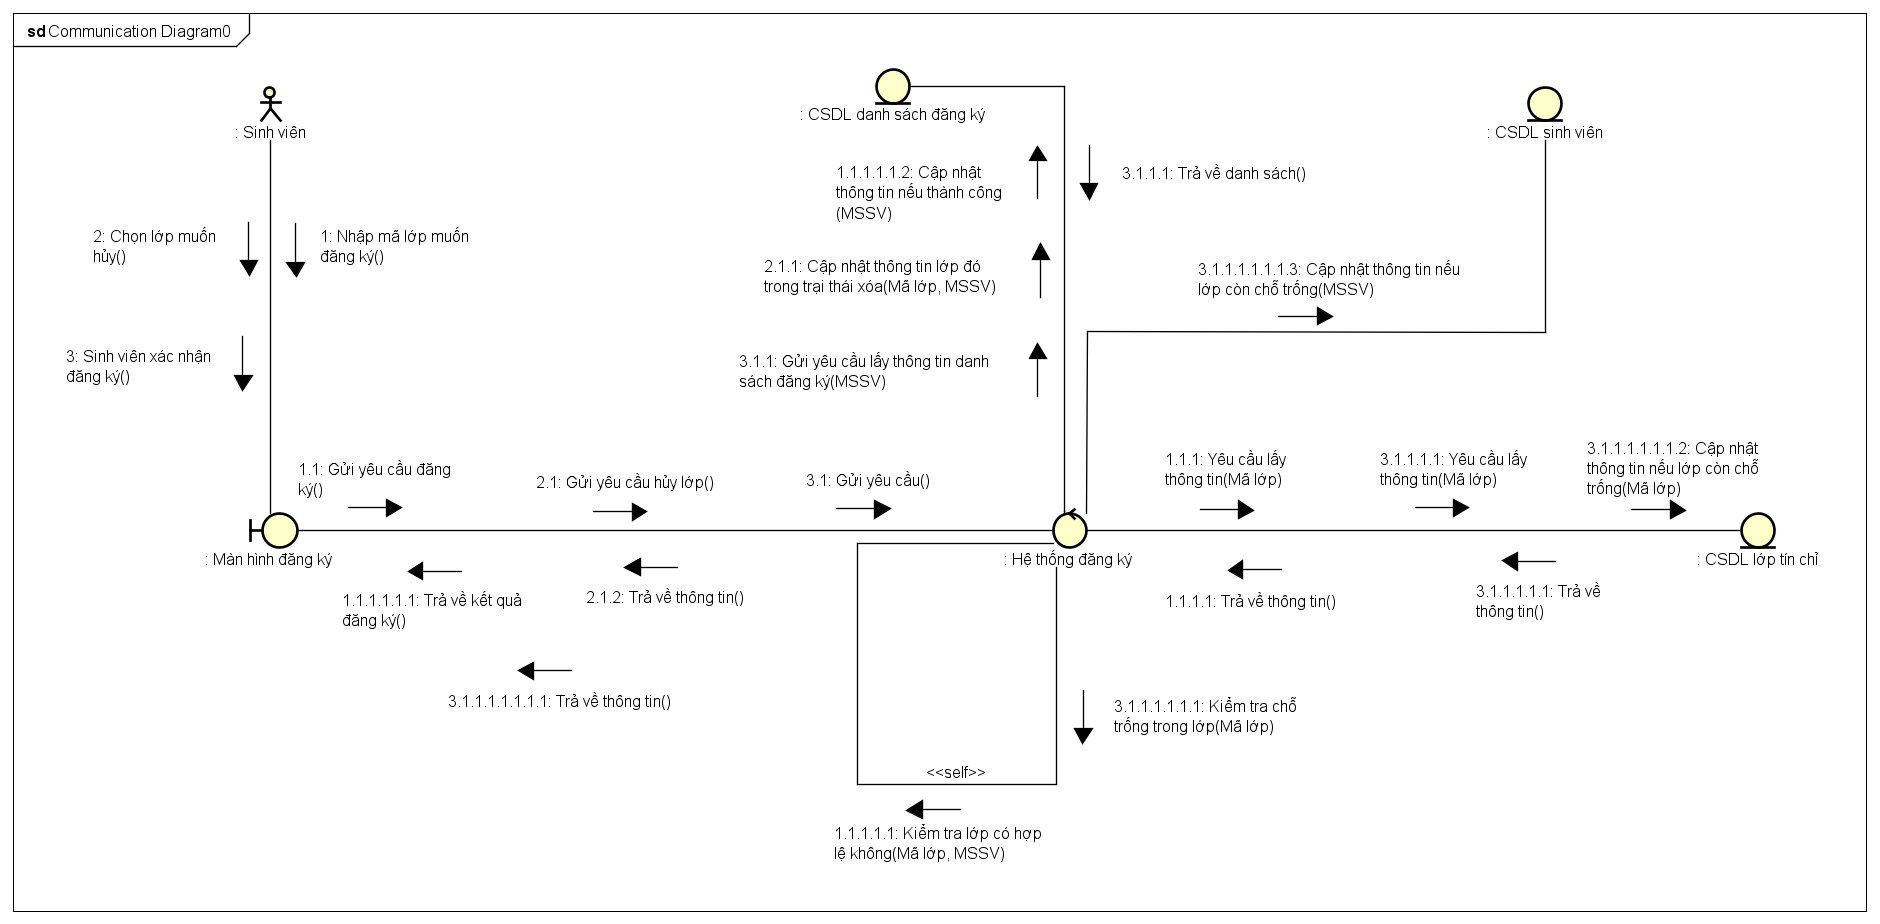 sd Communication Diagram0
: Sinh viên
: CSDL danh sách đăng ký
: CSDL sinh viên
1.1.1.1.1.2: Cập nhật
thông tin nếu thành công
(MSSV)
3.1.1.1: Trả về danh sách()
2: Chọn lớp muốn
hủy()
1: Nhập mã lớp muốn
đăng ký()
2.1.1: Cập nhật thông tin lớp đó
trong trại thái xóa(Mã lớp, MSSV)
3.1.1.1.1.1.1.3: Cập nhật thông tin nếu
lớp còn chỗ trống(MSSV)
3: Sinh viên xác nhận
đăng ký()
3.1.1: Gửi yêu cầu lấy thông tin danh
sách đăng ký(MSSV)
1.1: Gửi yêu cầu đăng
ký()
2.1: Gửi yêu cầu hủy lớp()
3.1: Gửi yêu cầu()
1.1.1: Yêu cầu lấy
thông tin(Mã lớp)
3.1.1.1.1: Yêu cầu lấy
thông tin(Mã lớp)
3.1.1.1.1.1.1.2: Cập nhật
thông tin nếu lớp còn chỗ
trống(Mã lớp)
: Màn hình đăng ký
: Hệ thống đăng ký
: CSDL lớp tín chỉ
1.1.1.1.1.1: Trả về kết quả
đăng ký()
2.1.2: Trả về thông tin()
1.1.1.1: Trả về thông tin()
3.1.1.1.1.1: Trả về
thông tin()
3.1.1.1.1.1.1.1: Trả về thông tin()
3.1.1.1.1.1.1: Kiểm tra chỗ
trống trong lớp(Mã lớp)
<<self>>
1.1.1.1.1: Kiểm tra lớp có hợp
lệ không(Mã lớp, MSSV)